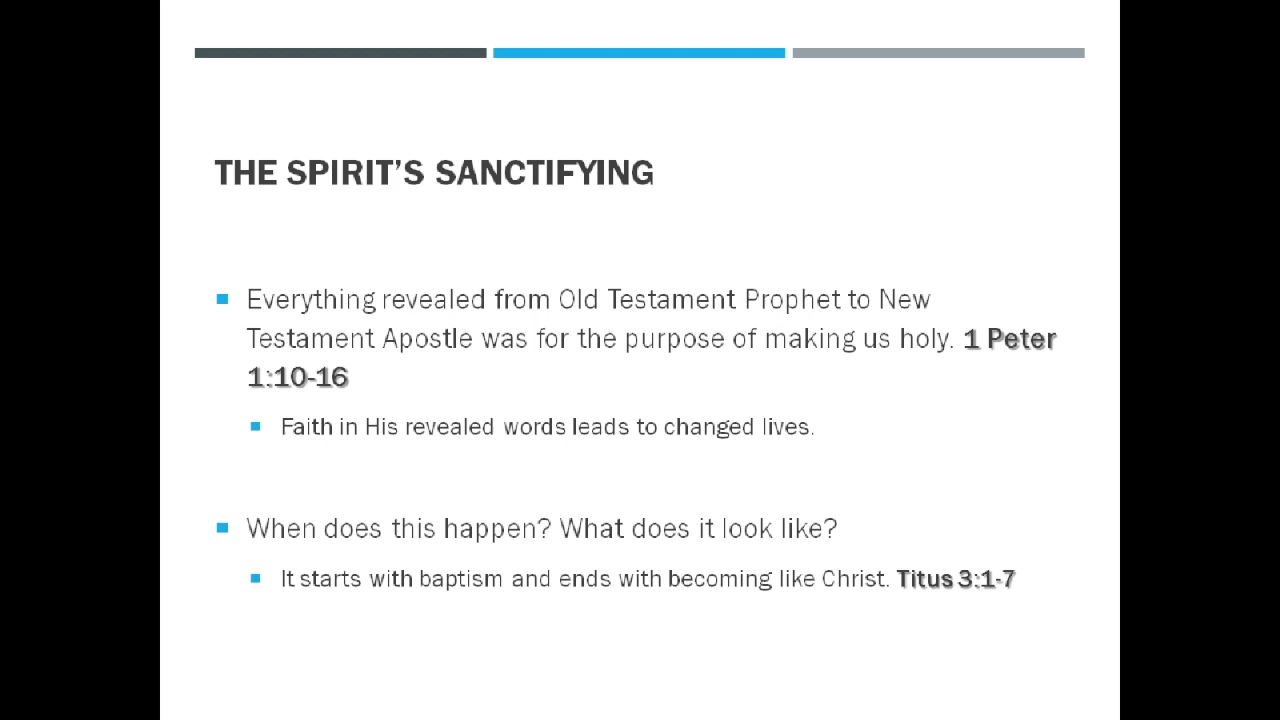 THE SPIRIT’S SANCTIFYING
Everything revealed from Old Testament Prophet to New
Testament Apostle was for the purpose of making us holy. 1 Peter
1:10-16
Faith in His revealed words leads to changed lives.
When does this happen? What does it look like?
It starts with baptism and ends with becoming like Christ. Titus 3:1-7